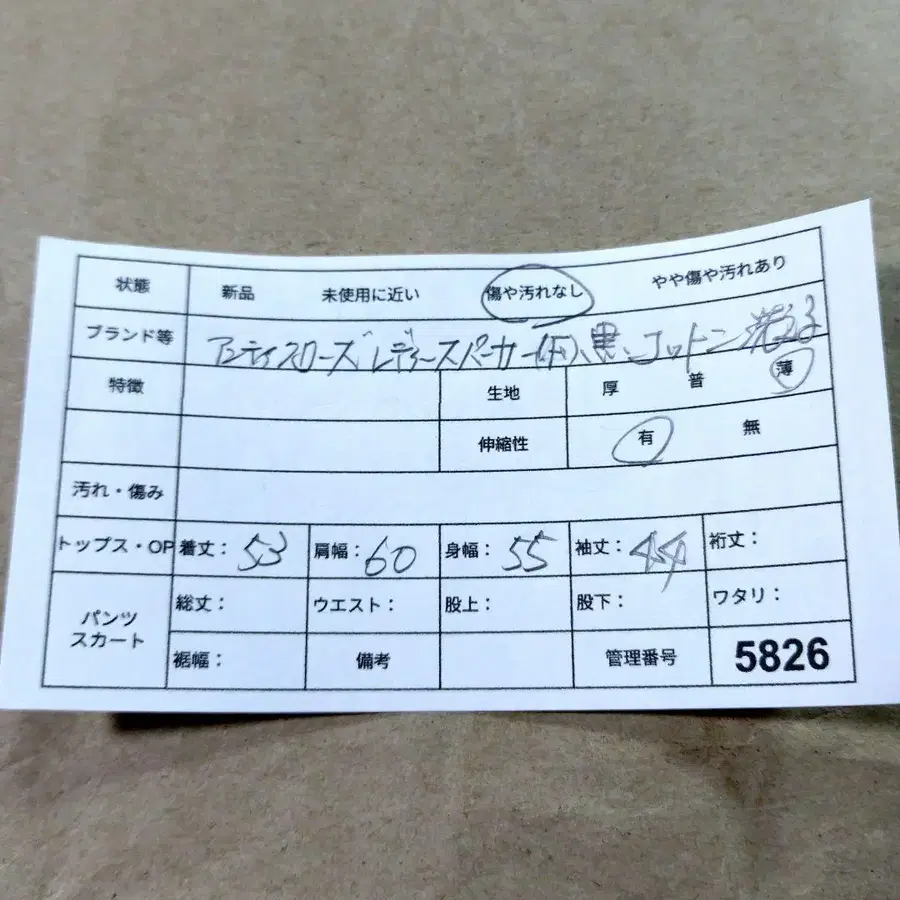 状態 新品 未使用に近い 傷や汚れなし やや傷や汚れあり
ブランド等 アンティローズ レディースパーカー(F)、黒、コットン 洗える
特徴 生地 厚 普 薄
伸縮性 有 無
汚れ・傷み
トップス・OP 着丈: 53 肩幅: 60 身幅: 55 袖丈: 44 裄丈:
パンツ スカート 総丈: ウエスト: 股上: 股下: ワタリ:
裾幅: 備考 管理番号 5826